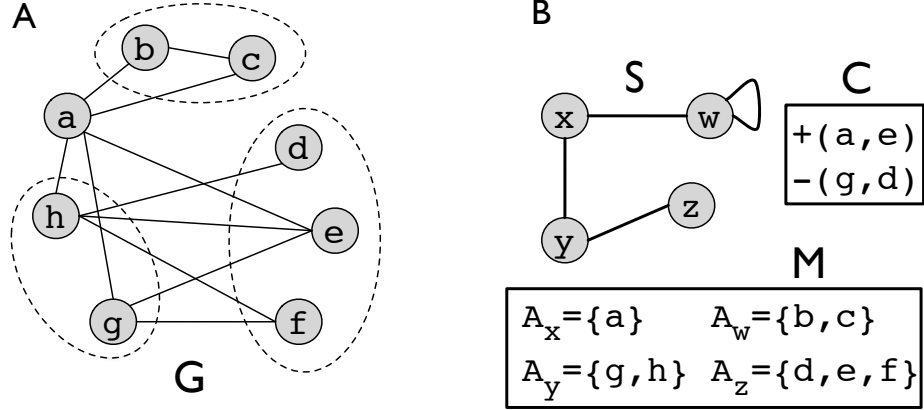 A
b
c
a
d
h
e
g
f
G
B
S
C
x
w
+(a,e)
-(g,d)
z
y
M
A_x={a} A_w={b,c}
A_y={g,h} A_z={d,e,f}